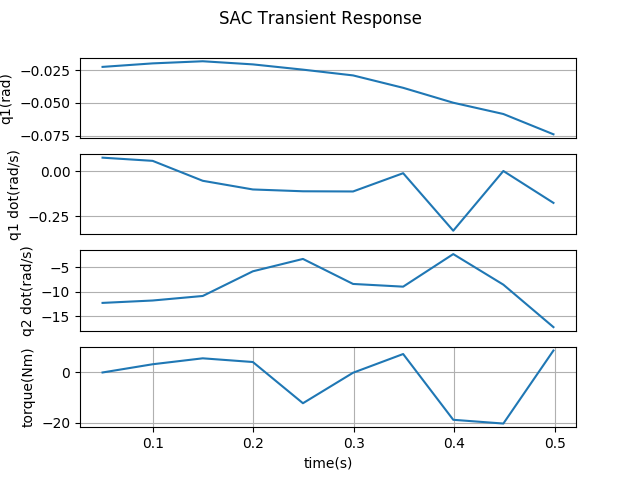 SAC Transient Response
q1(rad)
−0.025
−0.050
−0.075
q1 dot(rad/s)
0.00
−0.25
q2 dot(rad/s)
−5
−10
−15
torque(Nm)
0
−20
0.1 0.2 0.3 0.4 0.5
time(s)